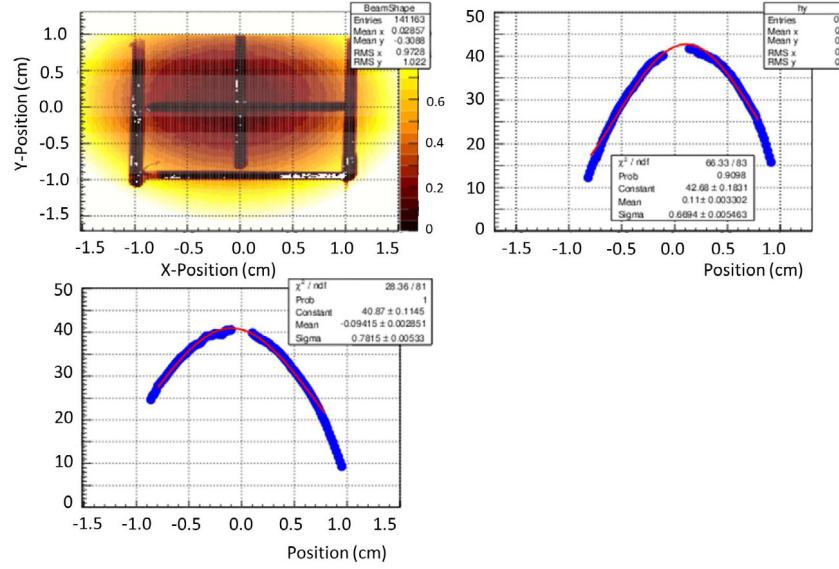 BeamShape
Entries 141163
Mean x 0.02857
Mean y -0.3088
RMS x 0.9728
RMS y 1.022
1.0
0.5
0.0
-0.5
-1.0
-1.5
Y-Position (cm)
0.6
0.4
0.2
0
-1.5 -1.0 -0.5 0.0 0.5 1.0 1.5
X-Position (cm)
hy
Entries 0
Mean x 0
Mean y 0
RMS x 0
RMS y 0
50
40
30
20
10
0
χ² / ndf 66.33 / 83
Prob 0.9098
Constant 42.68 ± 0.1831
Mean 0.11 ± 0.003302
Sigma 0.6694 ± 0.005463
-1.5 -1.0 -0.5 0.0 0.5 1.0
Position (cm)
χ² / ndf 28.36 / 81
Prob 1
Constant 40.87 ± 0.1145
Mean -0.09415 ± 0.002851
Sigma 0.7815 ± 0.00533
50
40
30
20
10
0
-1.5 -1.0 -0.5 0.0 0.5 1.0 1.5
Position (cm)